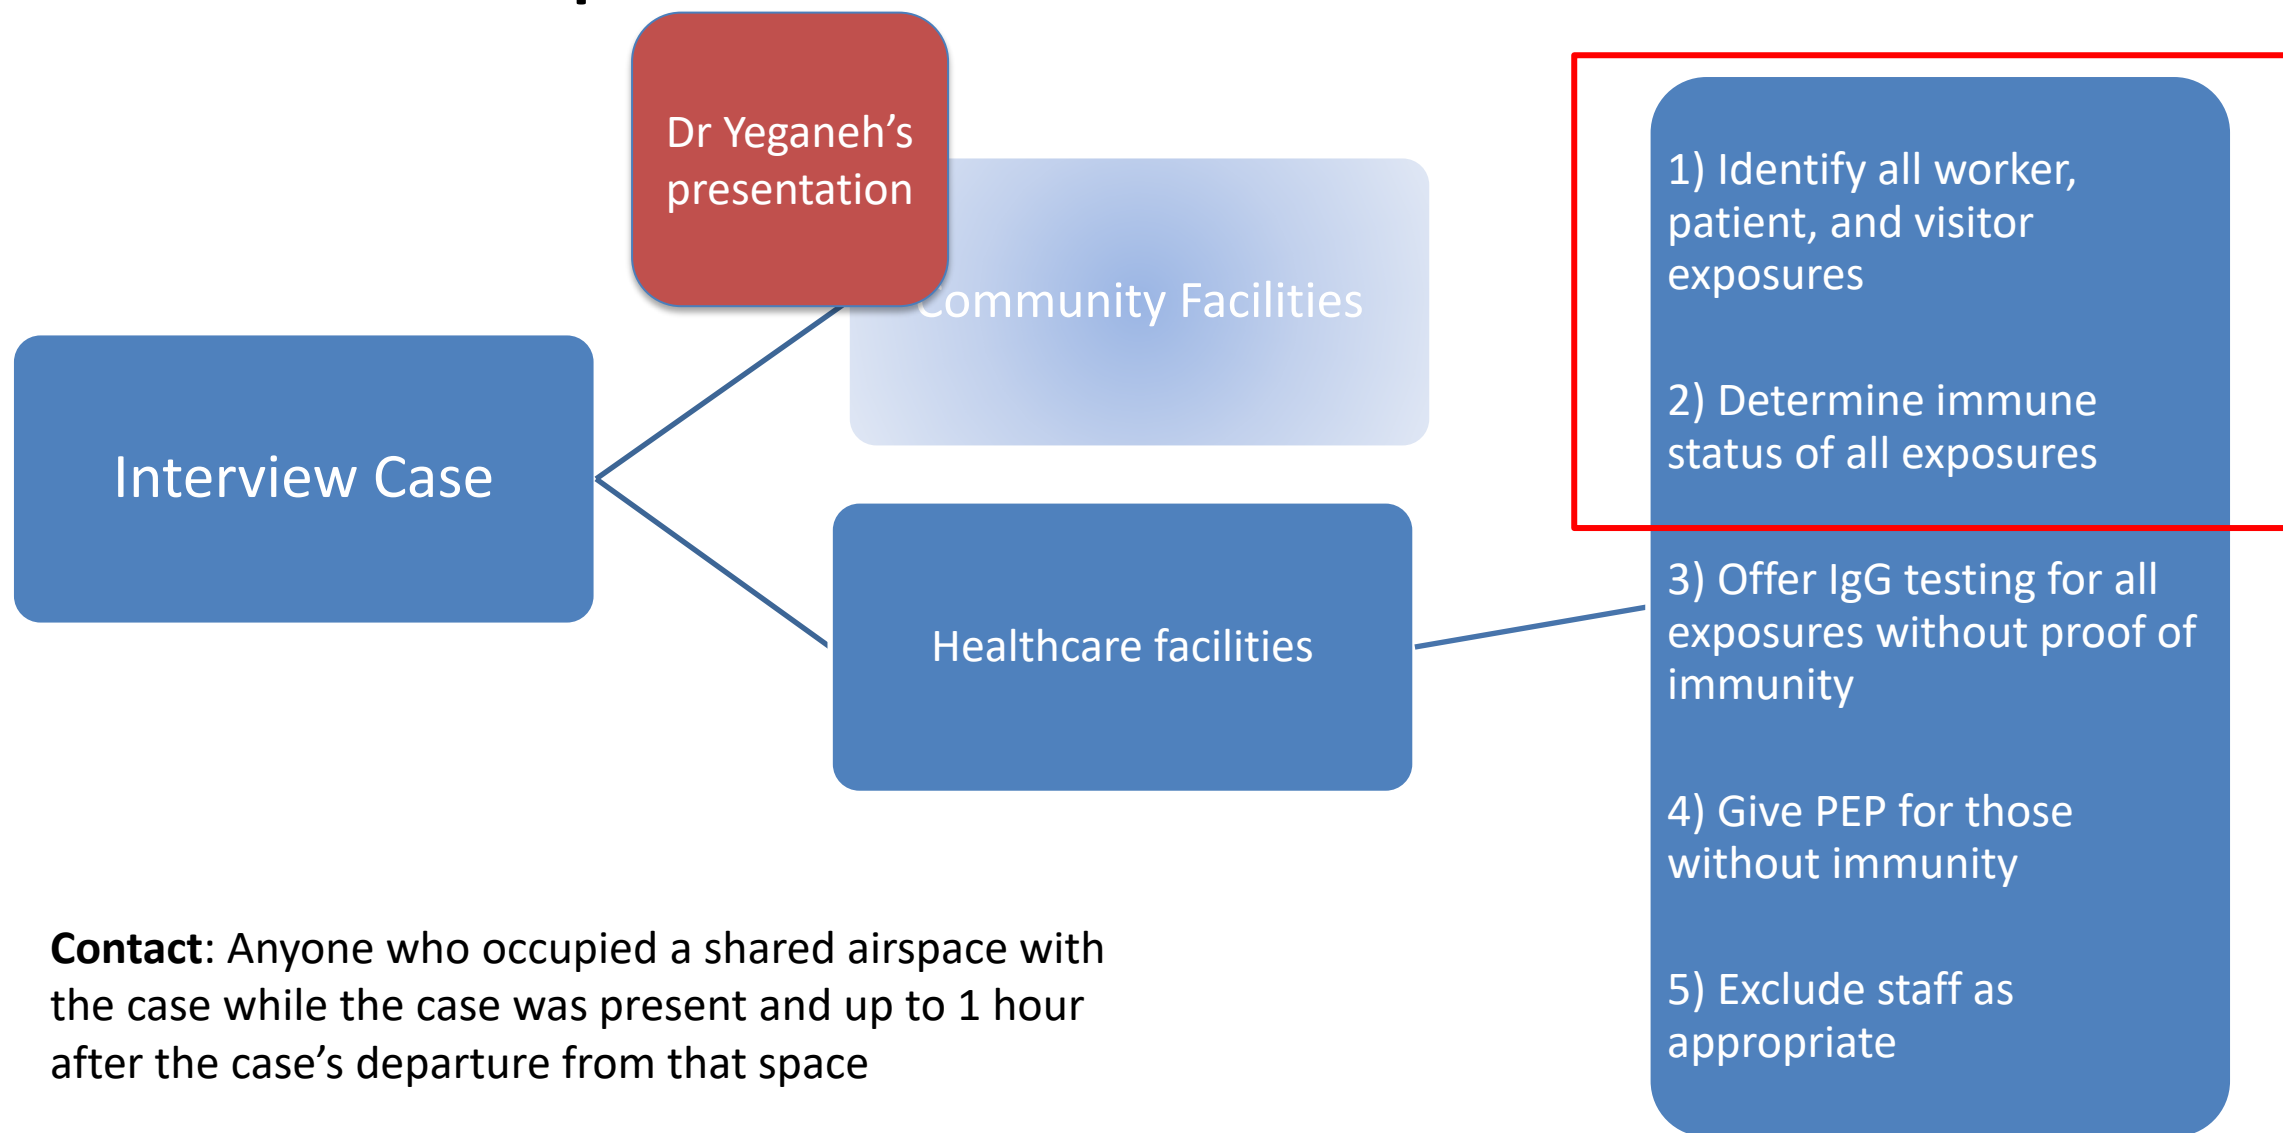 Dr Yeganeh’s
presentation
Community Facilities
Interview Case
Healthcare facilities
1) Identify all worker,
patient, and visitor
exposures
2) Determine immune
status of all exposures
3) Offer IgG testing for all
exposures without proof of
immunity
4) Give PEP for those
without immunity
5) Exclude staff as
appropriate
Contact: Anyone who occupied a shared airspace with
the case while the case was present and up to 1 hour
after the case’s departure from that space